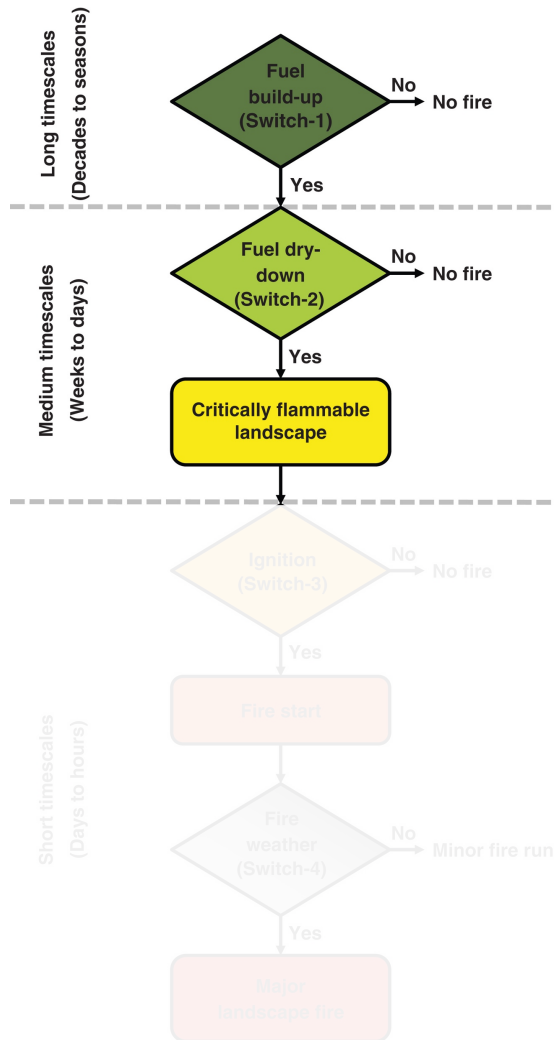 Long timescales
(Decades to seasons)
Fuel
build-up
(Switch-1)
No
No fire
Yes
Medium timescales
(Weeks to days)
Fuel dry-
down
(Switch-2)
No
No fire
Yes
Critically flammable
landscape
Short timescales
(Days to hours)
Ignition
(Switch-3)
No
No fire
Yes
Fire start
Fire
weather
(Switch-4)
No
Minor fire run
Yes
Major
landscape fire